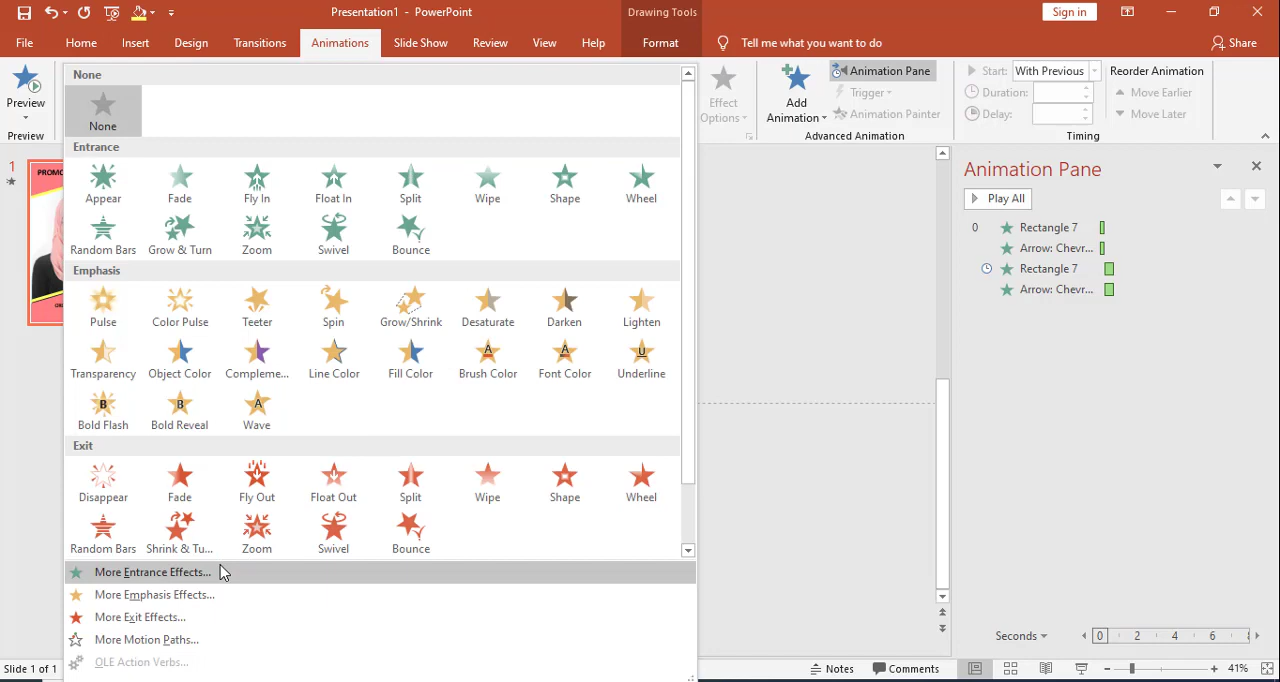 Presentation1 - PowerPoint
Drawing Tools
Sign in
File
Home
Insert
Design
Transitions
Animations
Slide Show
Review
View
Help
Format
Tell me what you want to do
Share
Preview
Preview
None
None
Entrance
Appear
Fade
Fly In
Float In
Split
Wipe
Shape
Wheel
Random Bars
Grow & Turn
Zoom
Swivel
Bounce
Emphasis
Pulse
Color Pulse
Teeter
Spin
Grow/Shrink
Desaturate
Darken
Lighten
Transparency
Object Color
Compleme...
Line Color
Fill Color
Brush Color
Font Color
Underline
Bold Flash
Bold Reveal
Wave
Exit
Disappear
Fade
Fly Out
Float Out
Split
Wipe
Shape
Wheel
Random Bars
Shrink & Tu...
Zoom
Swivel
Bounce
More Entrance Effects...
More Emphasis Effects...
More Exit Effects...
More Motion Paths...
OLE Action Verbs...
Effect
Options
Add
Animation
Animation Pane
Trigger
Animation Painter
Advanced Animation
Start: With Previous
Duration:
Delay:
Reorder Animation
Move Earlier
Move Later
Timing
1
PROMO
Animation Pane
Play All
0 Rectangle 7
Arrow: Chevr...
Rectangle 7
Arrow: Chevr...
Seconds
0 2 4 6
Slide 1 of 1
Notes
Comments
41%